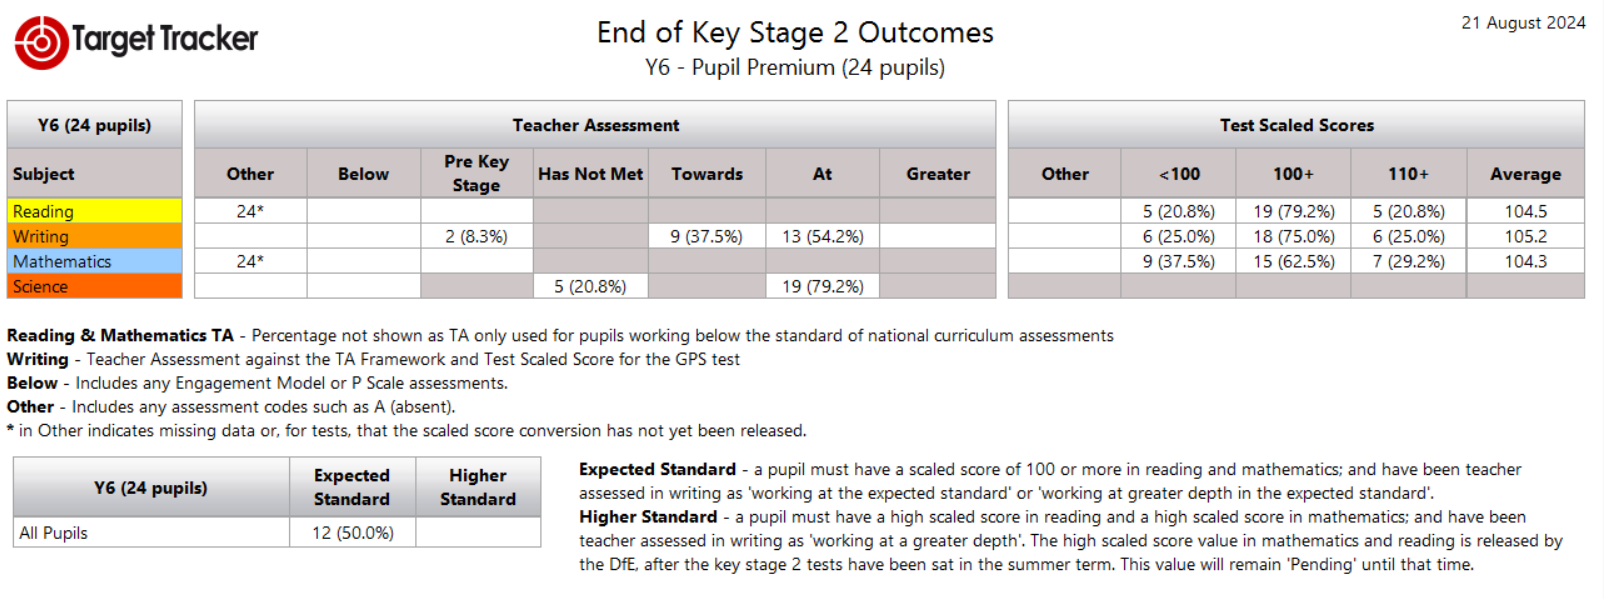 Target Tracker
End of Key Stage 2 Outcomes
21 August 2024
Y6 - Pupil Premium (24 pupils)
Y6 (24 pupils) Teacher Assessment Test Scaled Scores
Subject Other Below Pre Key Stage Has Not Met Towards At Greater Other <100 100+ 110+ Average
Reading 24* 5 (20.8%) 19 (79.2%) 5 (20.8%) 104.5
Writing 2 (8.3%) 9 (37.5%) 13 (54.2%) 6 (25.0%) 18 (75.0%) 6 (25.0%) 105.2
Mathematics 24* 9 (37.5%) 15 (62.5%) 7 (29.2%) 104.3
Science 5 (20.8%) 19 (79.2%)
Reading & Mathematics TA - Percentage not shown as TA only used for pupils working below the standard of national curriculum assessments
Writing - Teacher Assessment against the TA Framework and Test Scaled Score for the GPS test
Below - Includes any Engagement Model or P Scale assessments.
Other - Includes any assessment codes such as A (absent).
* in Other indicates missing data or, for tests, that the scaled score conversion has not yet been released.
Y6 (24 pupils) Expected Standard Higher Standard
All Pupils 12 (50.0%)
Expected Standard - a pupil must have a scaled score of 100 or more in reading and mathematics; and have been teacher
assessed in writing as 'working at the expected standard' or 'working at greater depth in the expected standard'.
Higher Standard - a pupil must have a high scaled score in reading and a high scaled score in mathematics; and have been
teacher assessed in writing as 'working at a greater depth'. The high scaled score value in mathematics and reading is released by
the DfE, after the key stage 2 tests have been sat in the summer term. This value will remain 'Pending' until that time.